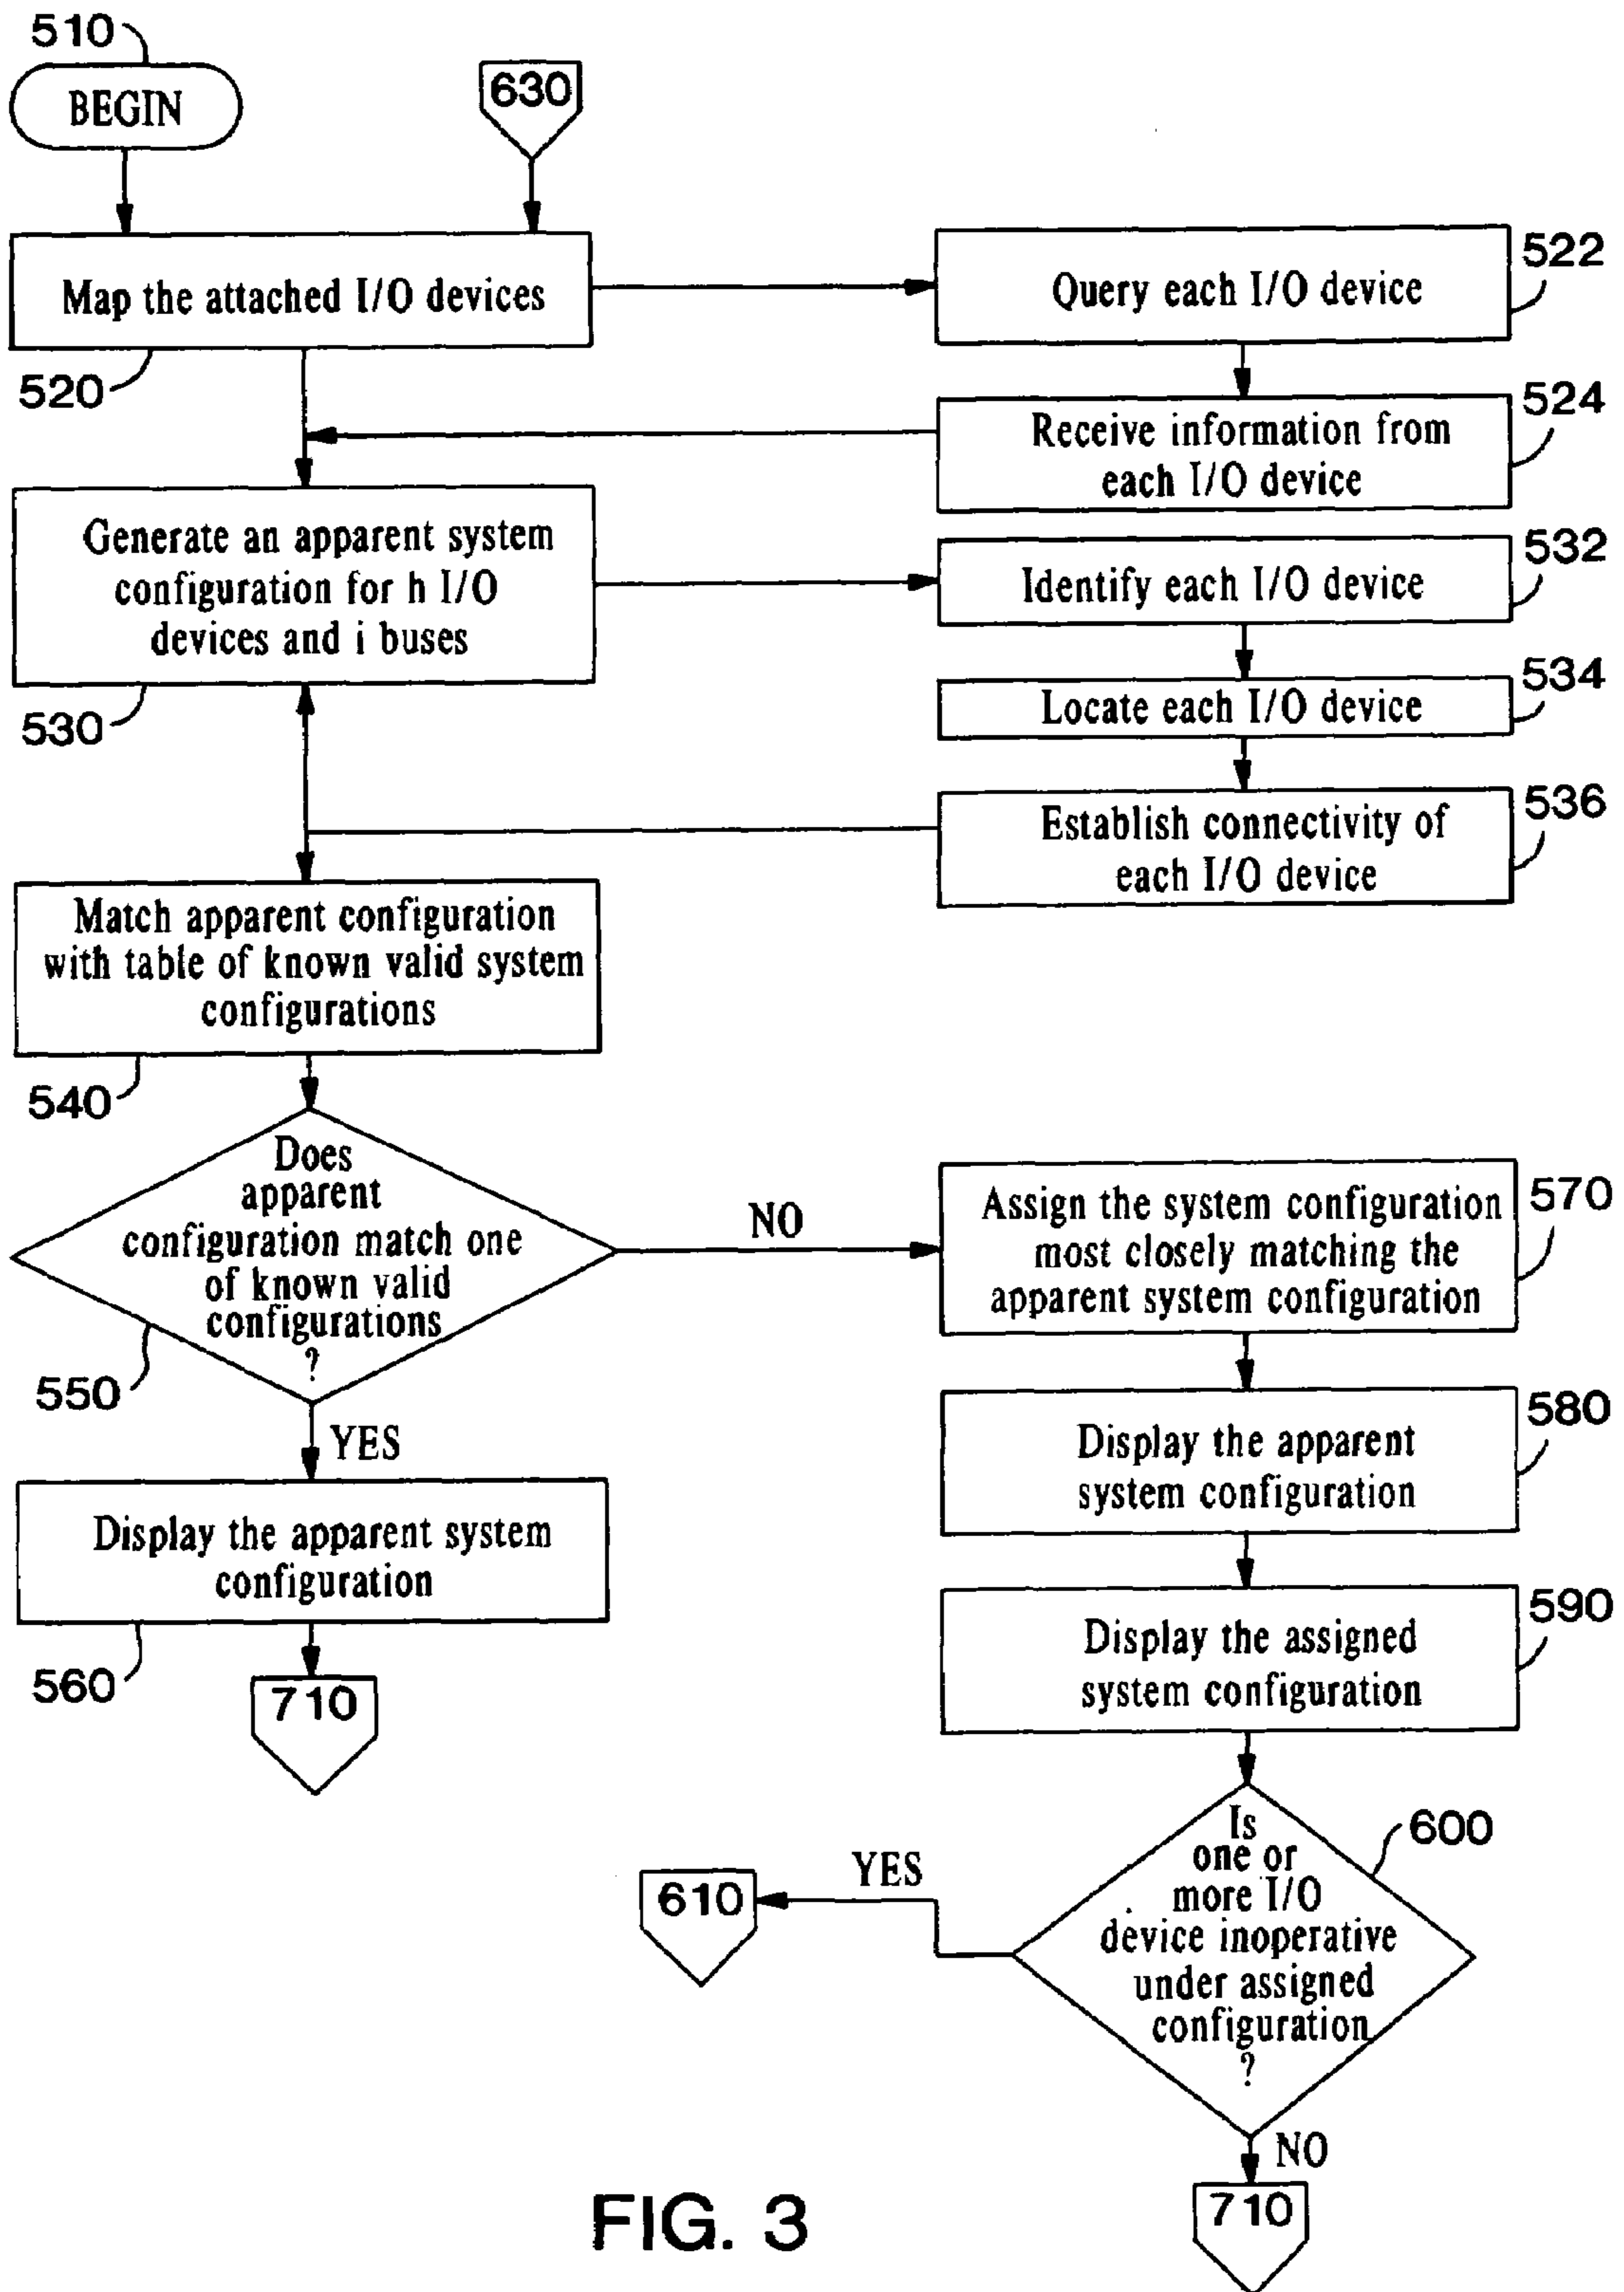 510
BEGIN
630
Map the attached I/O devices
520
Query each I/O device
522
Receive information from
each I/O device
524
Generate an apparent system
configuration for h I/O
devices and i buses
530
Identify each I/O device
532
Locate each I/O device
534
Establish connectivity of
each I/O device
536
Match apparent configuration
with table of known valid system
configurations
540
Does
apparent
configuration match one
of known valid
configurations
?
550
NO
YES
Display the apparent system
configuration
560
710
Assign the system configuration
most closely matching the
apparent system configuration
570
Display the apparent
system configuration
580
Display the assigned
system configuration
590
Is
one or
more I/O
device inoperative
under assigned
configuration
?
600
YES
610
NO
710
FIG. 3